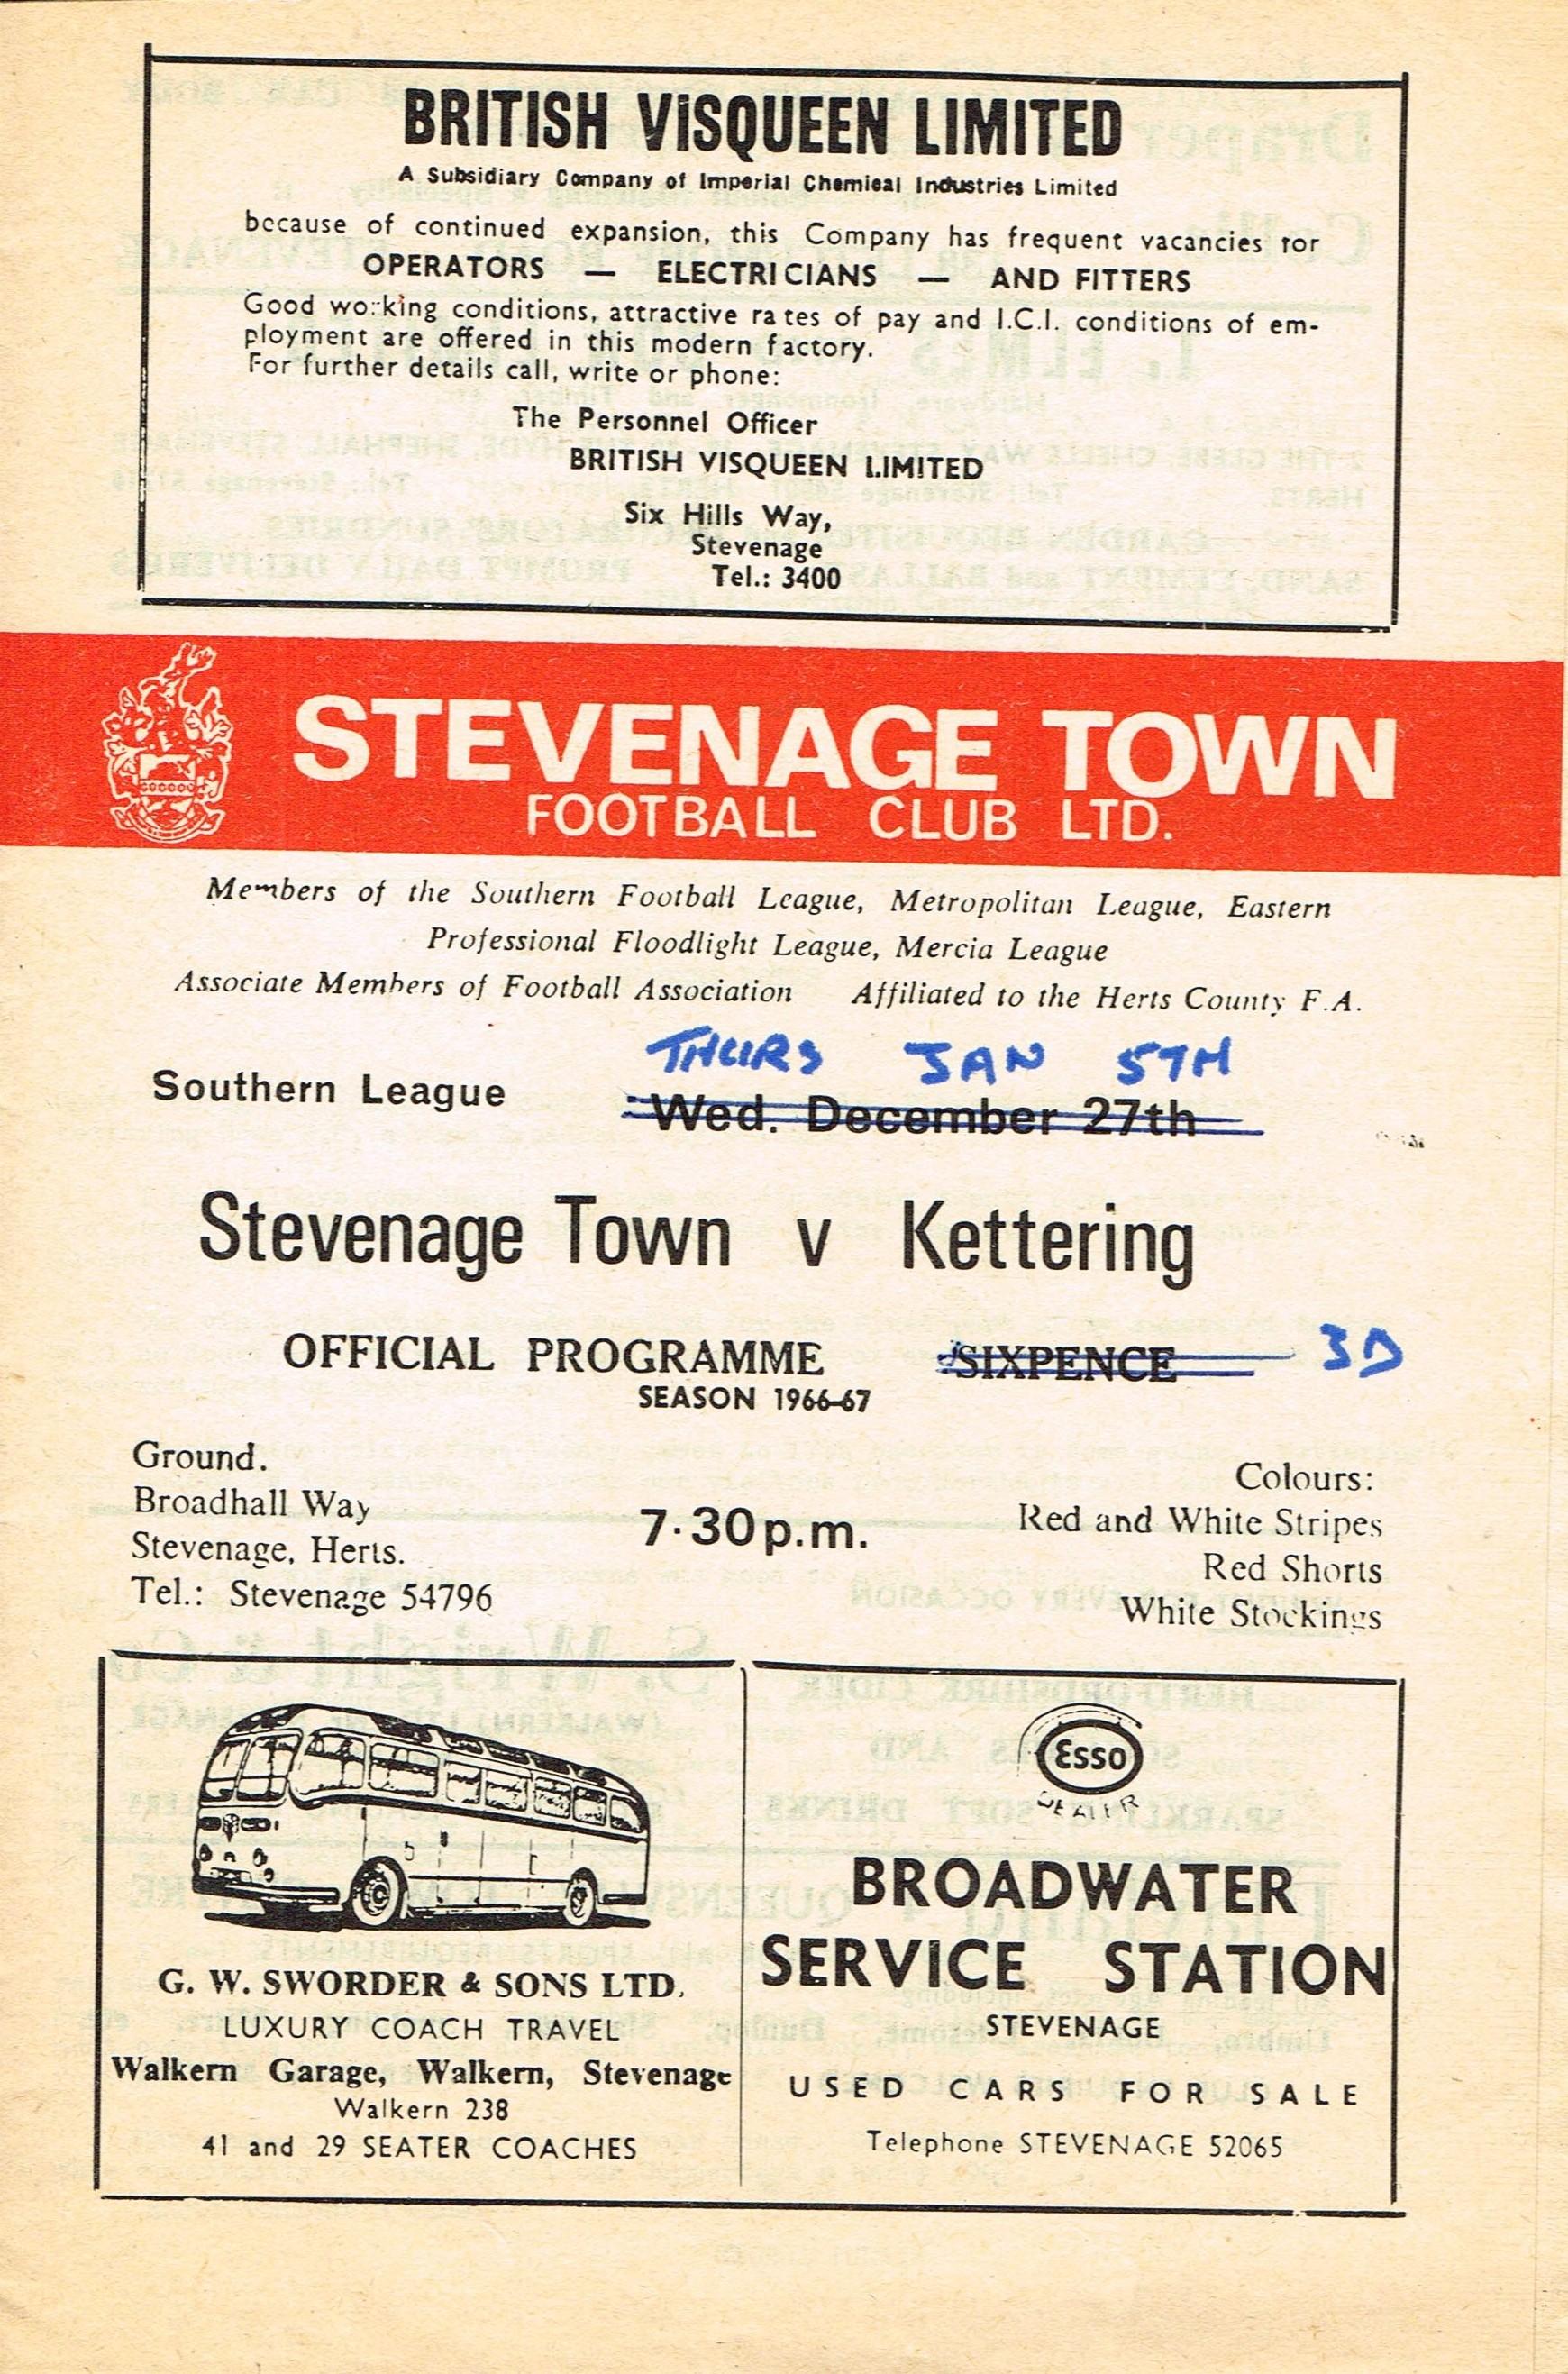 BRITISH VISQUEEN LIMITED
A Subsidiary Company of Imperial Chemical Industries Limited
because of continued expansion, this Company has frequent vacancies for
OPERATORS — ELECTRICIANS — AND FITTERS
Good working conditions, attractive rates of pay and I.C.I. conditions of em-
ployment are offered in this modern factory.
For further details call, write or phone:
The Personnel Officer
BRITISH VISQUEEN LIMITED
Six Hills Way,
Stevenage
Tel.: 3400
STEVENAGE TOWN
FOOTBALL CLUB LTD.
Members of the Southern Football League, Metropolitan League, Eastern
Professional Floodlight League, Mercia League
Associate Members of Football Association Affiliated to the Herts County F.A.
THURS JAN 5TH
Southern League Wed. December 27th
Stevenage Town v Kettering
OFFICIAL PROGRAMME SIXPENCE 3D
SEASON 1966-67
Ground.
Broadhall Way
Stevenage, Herts.
Tel.: Stevenage 54796
7.30p.m.
Colours:
Red and White Stripes
Red Shorts
White Stockings
G. W. SWORDER & SONS LTD.
LUXURY COACH TRAVEL
Walkern Garage, Walkern, Stevenage
Walkern 238
41 and 29 SEATER COACHES
Esso
DEALER
BROADWATER
SERVICE STATION
STEVENAGE
USED CARS FOR SALE
Telephone STEVENAGE 52065